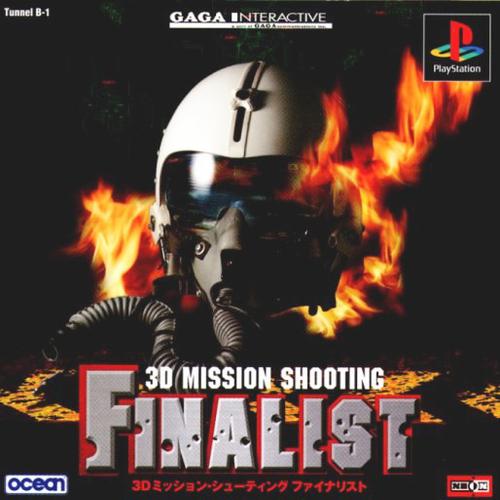 Tunnel B-1
GAGA INTERACTIVE
PlayStation
3D MISSION SHOOTING
FINALIST
3Dミッション・シューティング ファイナリスト
ocean
NEON